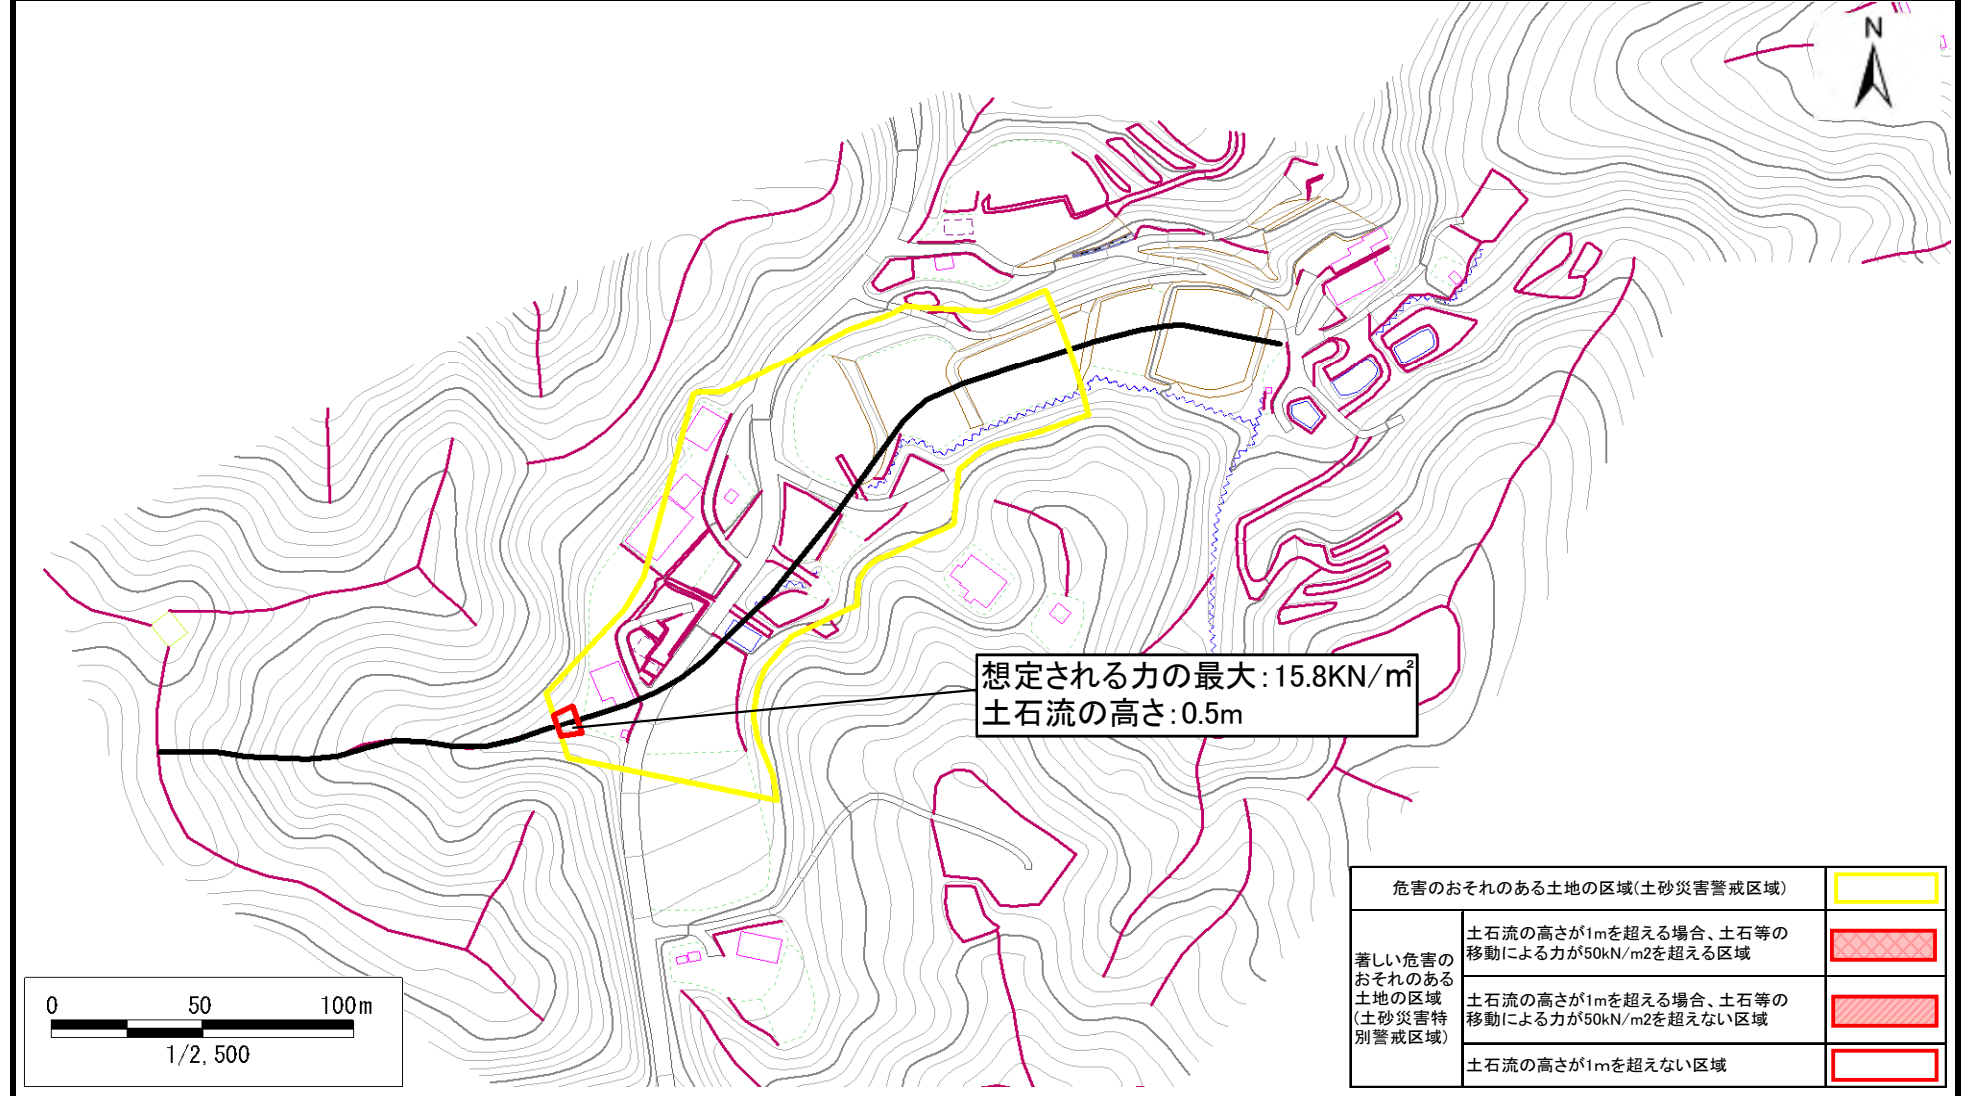 N
想定される力の最大:15.8KN/㎡
土石流の高さ:0.5m
0 50 100m
1/2,500
危害のおそれのある土地の区域(土砂災害警戒区域)
著しい危害の
おそれのある
土地の区域
(土砂災害特
別警戒区域)
土石流の高さが1mを超える場合、土石等の
移動による力が50kN/m2を超える区域
土石流の高さが1mを超える場合、土石等の
移動による力が50kN/m2を超えない区域
土石流の高さが1mを超えない区域